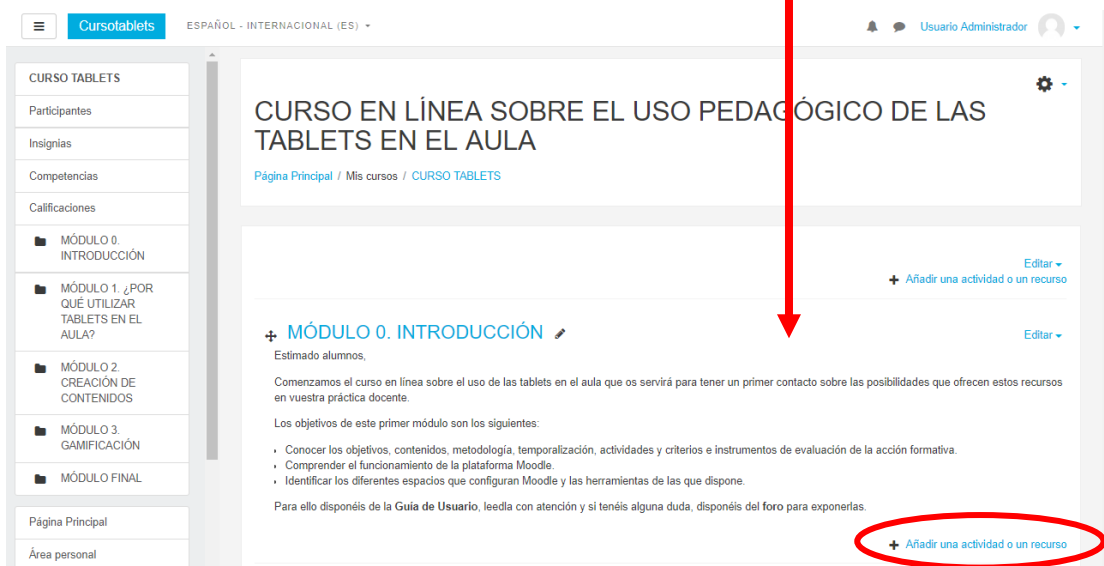 Cursotablets
ESPAÑOL - INTERNACIONAL (ES)
Usuario Administrador
CURSO TABLETS
Participantes
Insignias
Competencias
Calificaciones
MÓDULO 0.
INTRODUCCIÓN
MÓDULO 1. ¿POR
QUÉ UTILIZAR
TABLETS EN EL
AULA?
MÓDULO 2.
CREACIÓN DE
CONTENIDOS
MÓDULO 3.
GAMIFICACIÓN
MÓDULO FINAL
Página Principal
Área personal
CURSO EN LÍNEA SOBRE EL USO PEDAGÓGICO DE LAS
TABLETS EN EL AULA
Página Principal / Mis cursos / CURSO TABLETS
Editar
+ Añadir una actividad o un recurso
MÓDULO 0. INTRODUCCIÓN
Editar
Estimado alumnos,
Comenzamos el curso en línea sobre el uso de las tablets en el aula que os servirá para tener un primer contacto sobre las posibilidades que ofrecen estos recursos
en vuestra práctica docente.
Los objetivos de este primer módulo son los siguientes:
Conocer los objetivos, contenidos, metodología, temporalización, actividades y criterios e instrumentos de evaluación de la acción formativa.
Comprender el funcionamiento de la plataforma Moodle.
Identificar los diferentes espacios que configuran Moodle y las herramientas de las que dispone.
Para ello disponéis de la Guía de Usuario, leedla con atención y si tenéis alguna duda, disponéis del foro para exponerlas.
+ Añadir una actividad o un recurso